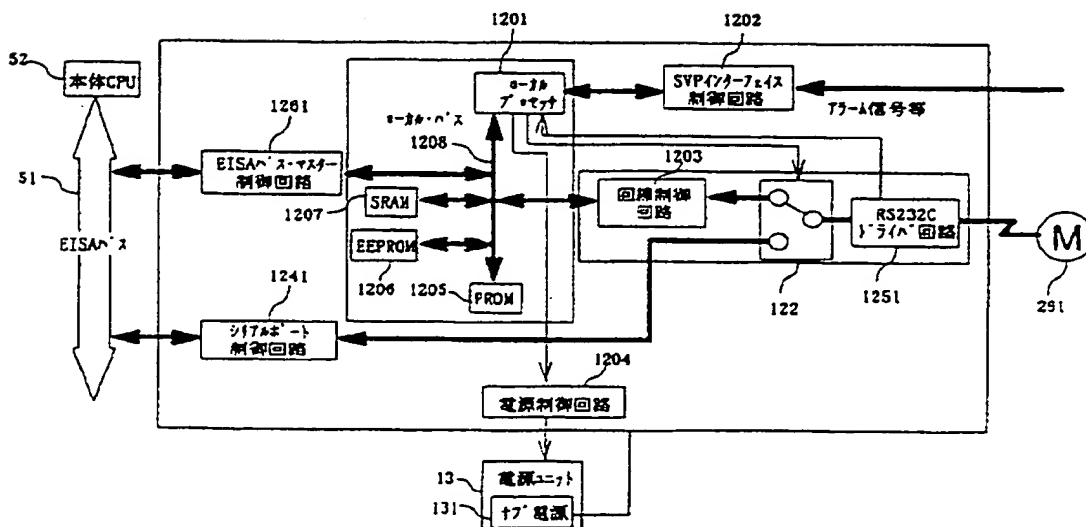 1201
1202
52
本体CPU
ローカル
プロセッサ
SVPインターフェイス
制御回路
アラーム信号等
ローカル・バス
1208
1261
EISAバス・マスター
制御回路
51
EISAバス
1207
SRAM
EEPROM
1206
1205
PROM
1203
回線制御
回路
RS232C
ドライバ回路
M
122
1251
291
1241
シリアルポート
制御回路
1204
電源制御回路
13
電源ユニット
131
サブ電源